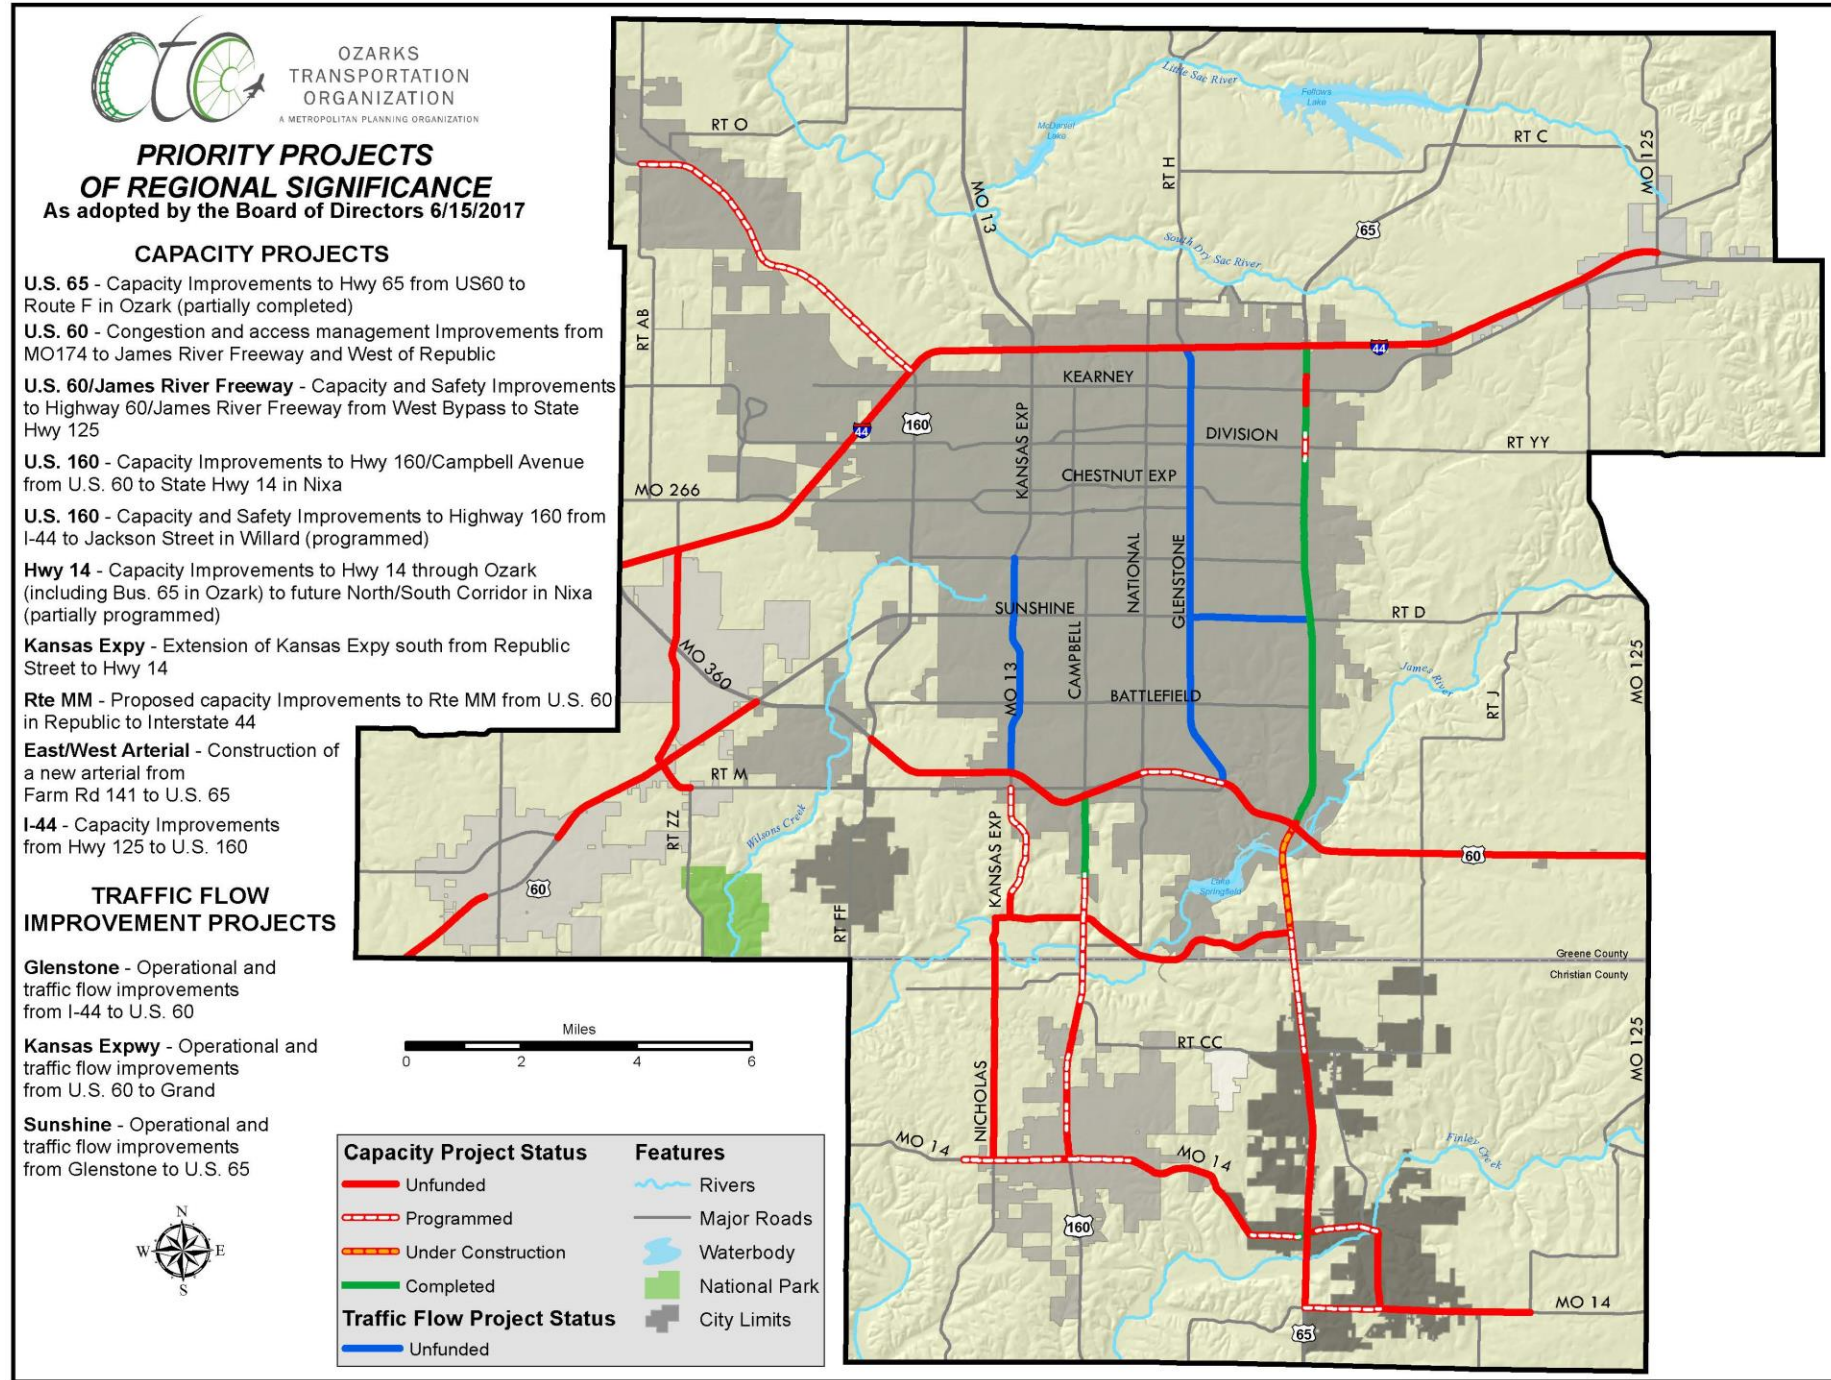 OZARKS
TRANSPORTATION
ORGANIZATION
A METROPOLITAN PLANNING ORGANIZATION
PRIORITY PROJECTS
OF REGIONAL SIGNIFICANCE
As adopted by the Board of Directors 6/15/2017
CAPACITY PROJECTS
U.S. 65 - Capacity Improvements to Hwy 65 from US60 to
Route F in Ozark (partially completed)
U.S. 60 - Congestion and access management Improvements from
MO174 to James River Freeway and West of Republic
U.S. 60/James River Freeway - Capacity and Safety Improvements
to Highway 60/James River Freeway from West Bypass to State
Hwy 125
U.S. 160 - Capacity Improvements to Hwy 160/Campbell Avenue
from U.S. 60 to State Hwy 14 in Nixa
U.S. 160 - Capacity and Safety Improvements to Highway 160 from
I-44 to Jackson Street in Willard (programmed)
Hwy 14 - Capacity Improvements to Hwy 14 through Ozark
(including Bus. 65 in Ozark) to future North/South Corridor in Nixa
(partially programmed)
Kansas Expy - Extension of Kansas Expy south from Republic
Street to Hwy 14
Rte MM - Proposed capacity Improvements to Rte MM from U.S. 60
in Republic to Interstate 44
East/West Arterial - Construction of
a new arterial from
Farm Rd 141 to U.S. 65
I-44 - Capacity Improvements
from Hwy 125 to U.S. 160
TRAFFIC FLOW
IMPROVEMENT PROJECTS
Glenstone - Operational and
traffic flow improvements
from I-44 to U.S. 60
Kansas Expwy - Operational and
traffic flow improvements
from U.S. 60 to Grand
Sunshine - Operational and
traffic flow improvements
from Glenstone to U.S. 65
N
W E
S
Miles
0 2 4 6
Capacity Project Status
Unfunded
Programmed
Under Construction
Completed
Traffic Flow Project Status
Unfunded
Features
Rivers
Major Roads
Waterbody
National Park
City Limits
RT O
Little Sac River
Fellows
Lake
McDaniel
Lake
RT H
RT C
MO 125
MO 13
65
South Dry Sac River
RT AB
44
KEARNEY
160
44
KANSAS EXP
DIVISION
RT YY
CHESTNUT EXP
MO 266
NATIONAL
GLENSTONE
SUNSHINE
RT D
MO 360
CAMPBELL
MO 13
BATTLEFIELD
James River
RT J
MO 125
RT M
RT ZZ
Wilsons Creek
KANSAS EXP
60
60
Lake
Springfield
RT FF
Greene County
Christian County
RT CC
MO 125
NICHOLAS
MO 14
MO 14
Finley Creek
160
MO 14
65